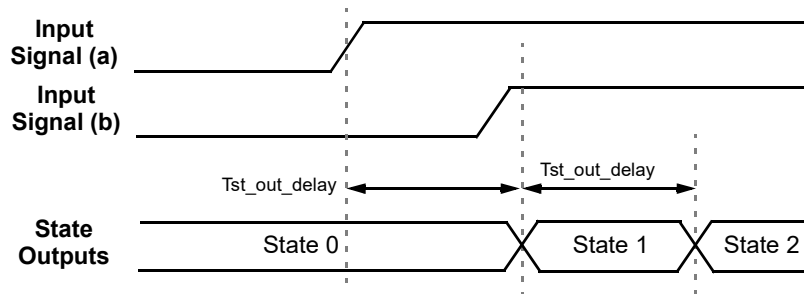 Input
Signal (a)
Input
Signal (b)
Tst_out_delay
Tst_out_delay
State
Outputs
State 0
State 1
State 2